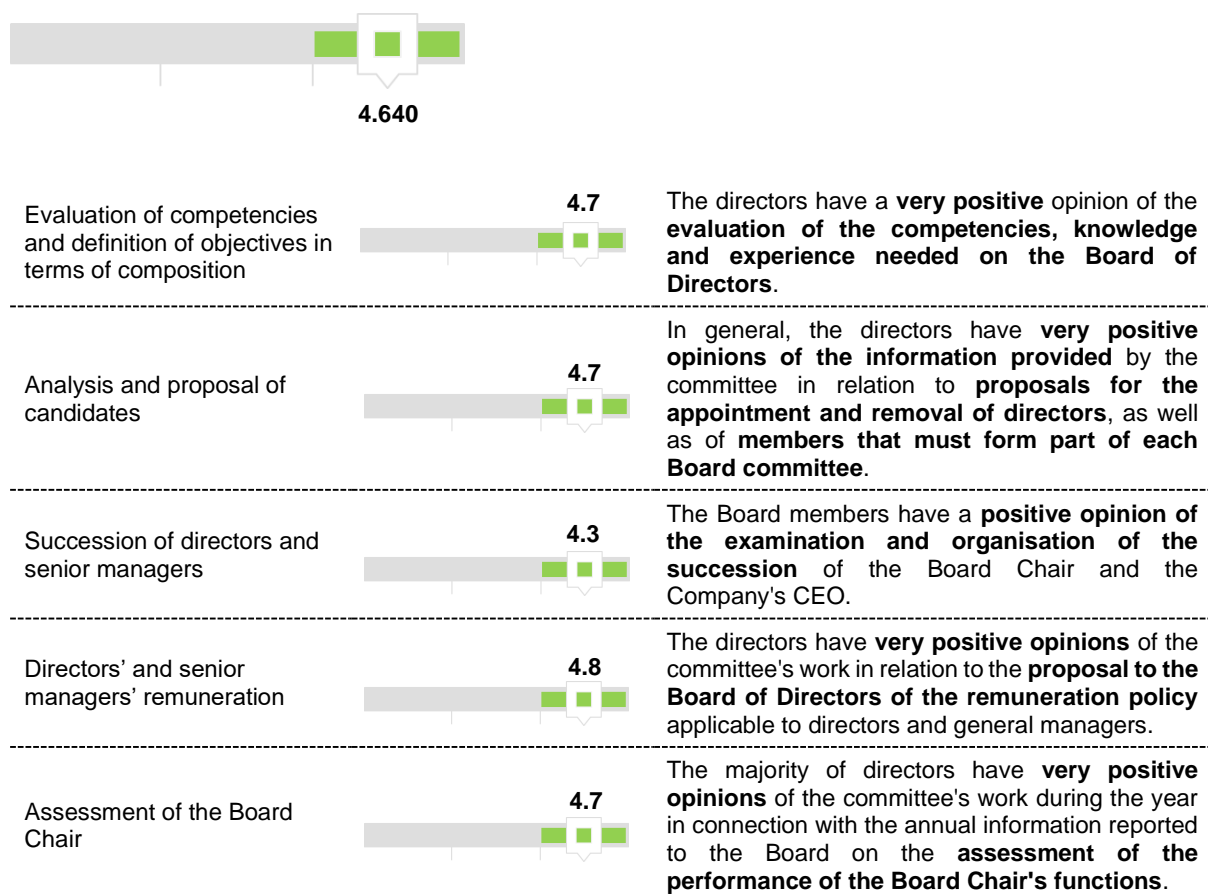 4.640
Evaluation of competencies
and definition of objectives in
terms of composition
4.7
The directors have a very positive opinion of the
evaluation of the competencies, knowledge
and experience needed on the Board of
Directors.
Analysis and proposal of
candidates
4.7
In general, the directors have very positive
opinions of the information provided by the
committee in relation to proposals for the
appointment and removal of directors, as well
as of members that must form part of each
Board committee.
Succession of directors and
senior managers
4.3
The Board members have a positive opinion of
the examination and organisation of the
succession of the Board Chair and the
Company's CEO.
Directors’ and senior
managers’ remuneration
4.8
The directors have very positive opinions of the
committee's work in relation to the proposal to the
Board of Directors of the remuneration policy
applicable to directors and general managers.
Assessment of the Board
Chair
4.7
The majority of directors have very positive
opinions of the committee's work during the year
in connection with the annual information reported
to the Board on the assessment of the
performance of the Board Chair's functions.